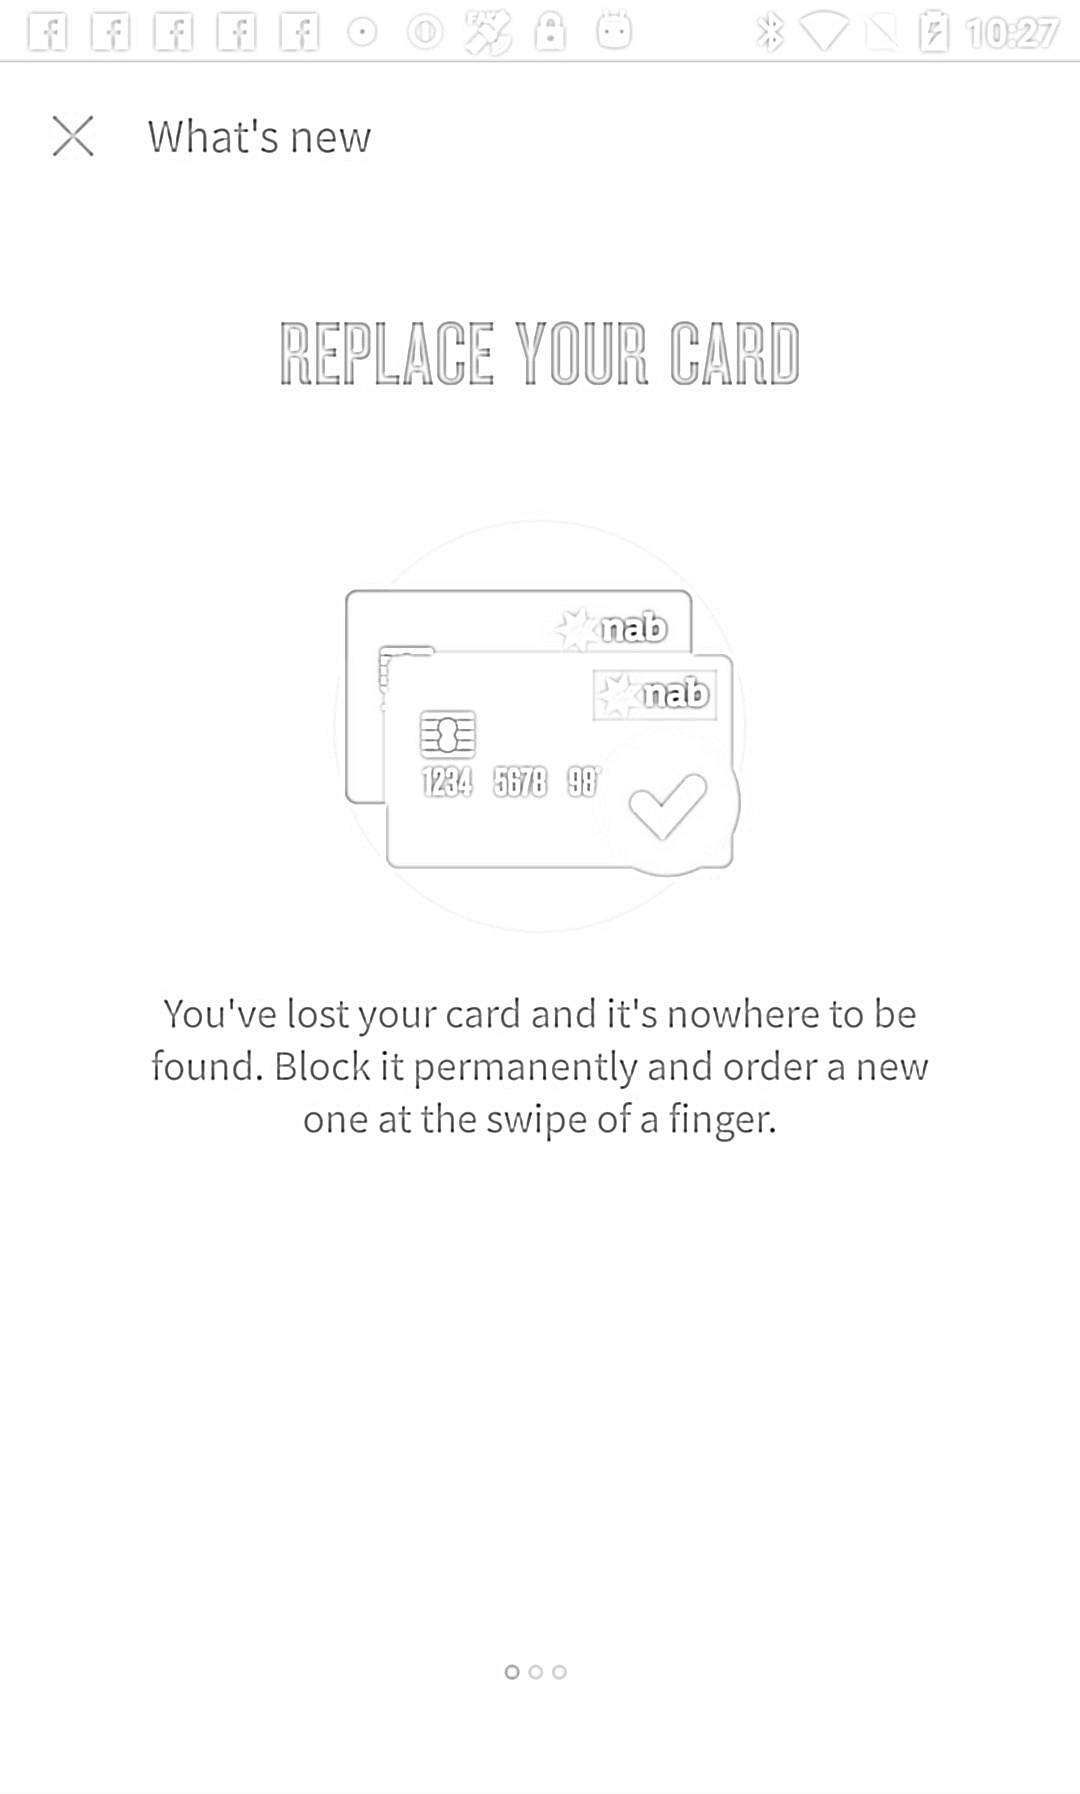 10:27
What's new
REPLACE YOUR CARD
nab
nab
1234 5678 98
You've lost your card and it's nowhere to be
found. Block it permanently and order a new
one at the swipe of a finger.